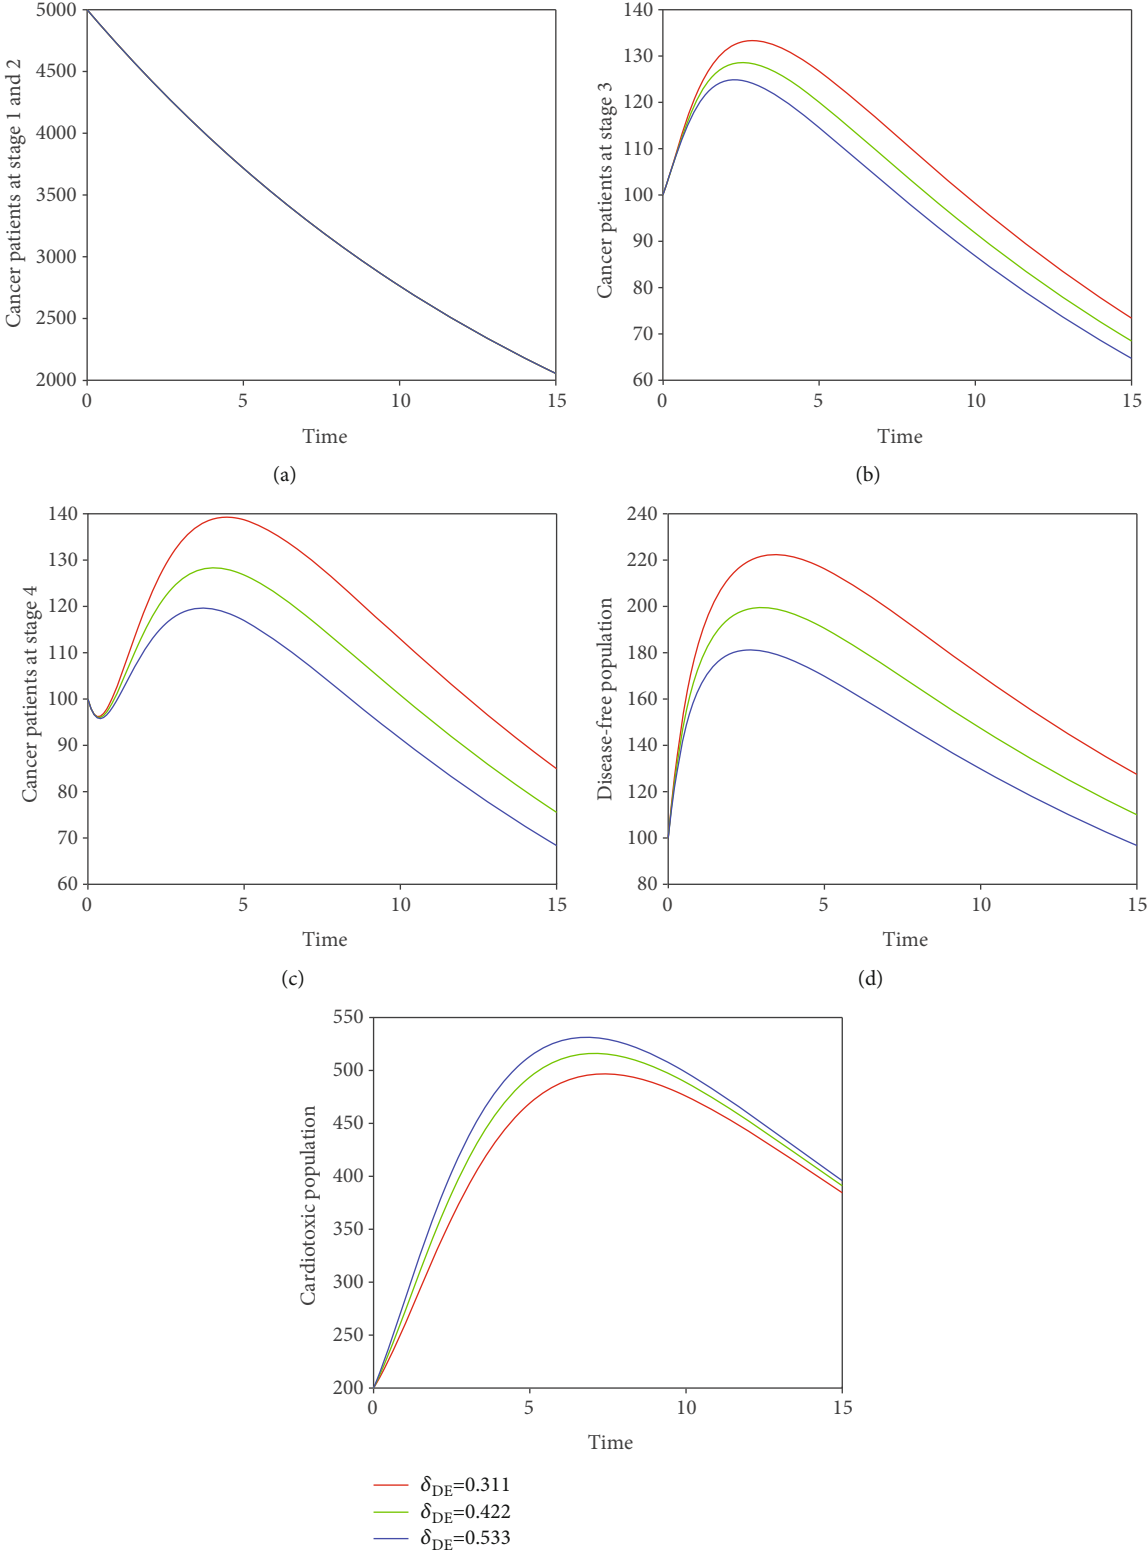 Cancer patients at stage 1 and 2
5000
4500
4000
3500
3000
2500
2000
0 5 10 15
Time
(a)
Cancer patients at stage 3
140
130
120
110
100
90
80
70
60
0 5 10 15
Time
(b)
Cancer patients at stage 4
140
130
120
110
100
90
80
70
60
0 5 10 15
Time
(c)
Disease-free population
240
220
200
180
160
140
120
100
80
0 5 10 15
Time
(d)
Cardiotoxic population
550
500
450
400
350
300
250
200
0 5 10 15
Time
δDE=0.311
δDE=0.422
δDE=0.533